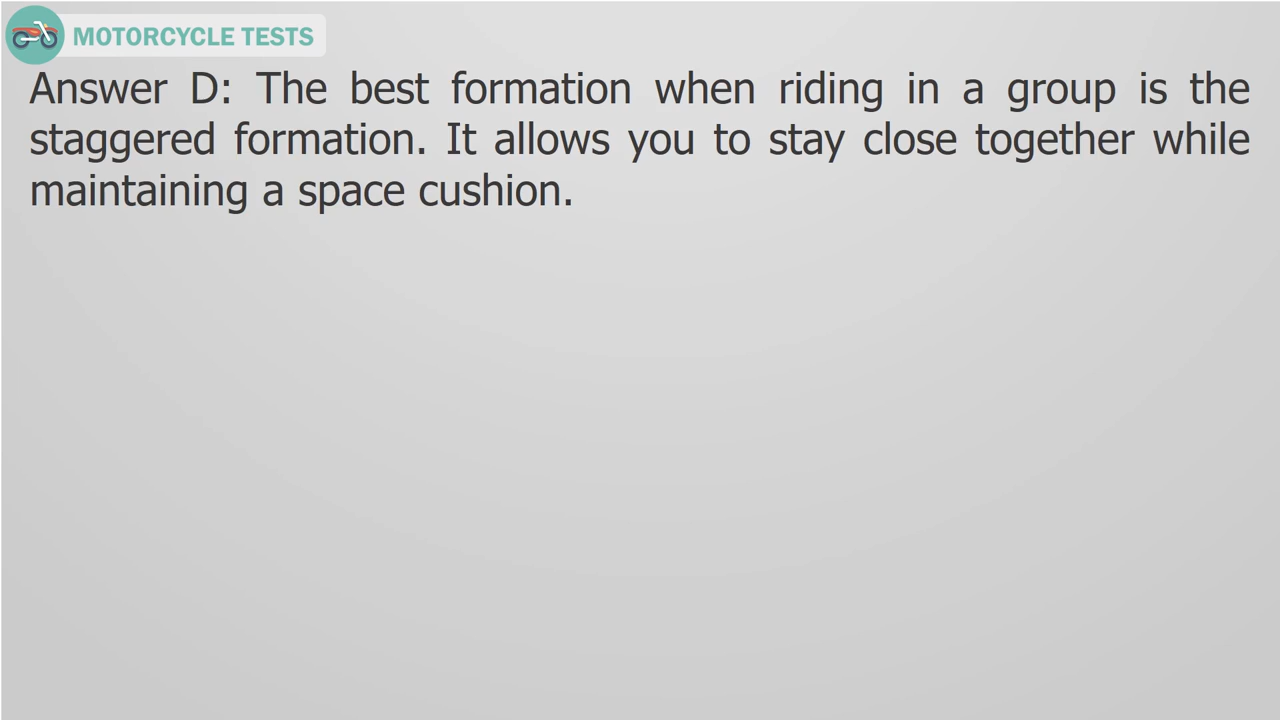 MOTORCYCLE TESTS
Answer D: The best formation when riding in a group is the
staggered formation. It allows you to stay close together while
maintaining a space cushion.